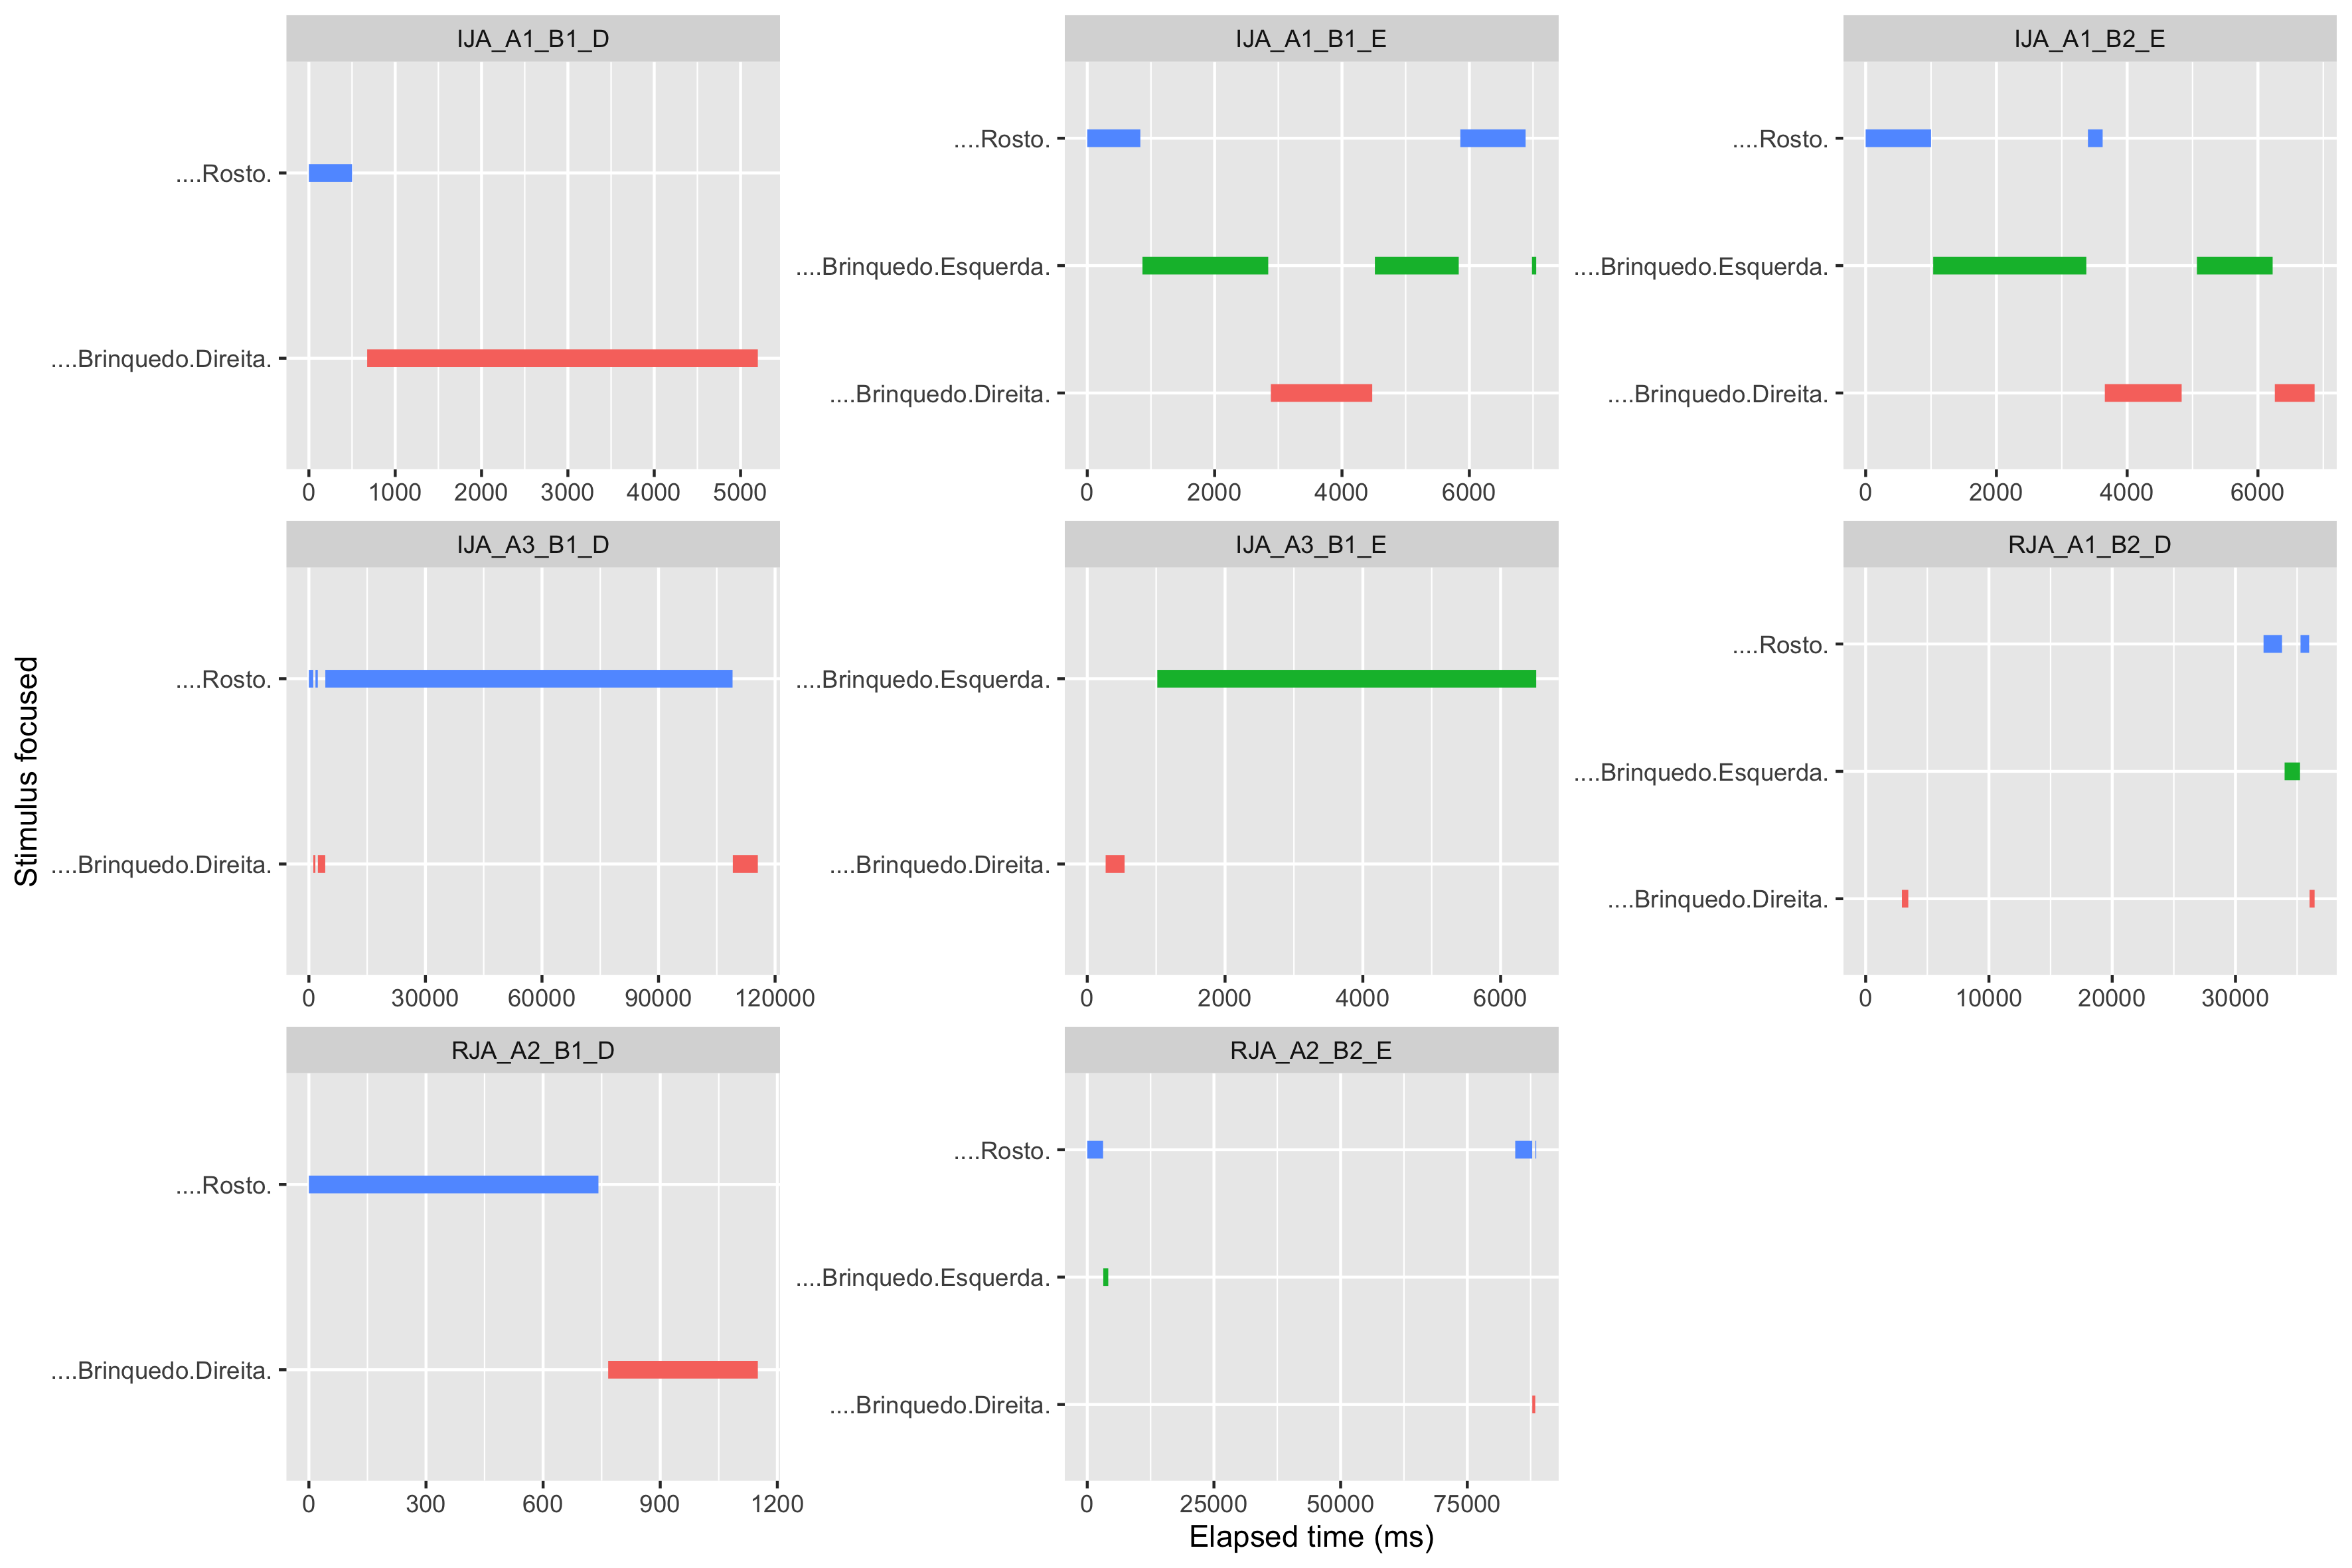 IJA_A1_B1_D
IJA_A1_B1_E
IJA_A1_B2_E
....Rosto.
....Brinquedo.Direita.
0 1000 2000 3000 4000 5000
....Rosto.
....Brinquedo.Esquerda.
....Brinquedo.Direita.
0 2000 4000 6000
....Rosto.
....Brinquedo.Esquerda.
....Brinquedo.Direita.
0 2000 4000 6000
Stimulus focused
IJA_A3_B1_D
IJA_A3_B1_E
RJA_A1_B2_D
....Rosto.
....Brinquedo.Direita.
0 30000 60000 90000 120000
....Brinquedo.Esquerda.
....Brinquedo.Direita.
0 2000 4000 6000
....Rosto.
....Brinquedo.Esquerda.
....Brinquedo.Direita.
0 10000 20000 30000
RJA_A2_B1_D
RJA_A2_B2_E
....Rosto.
....Brinquedo.Direita.
0 300 600 900 1200
....Rosto.
....Brinquedo.Esquerda.
....Brinquedo.Direita.
0 25000 50000 75000
Elapsed time (ms)